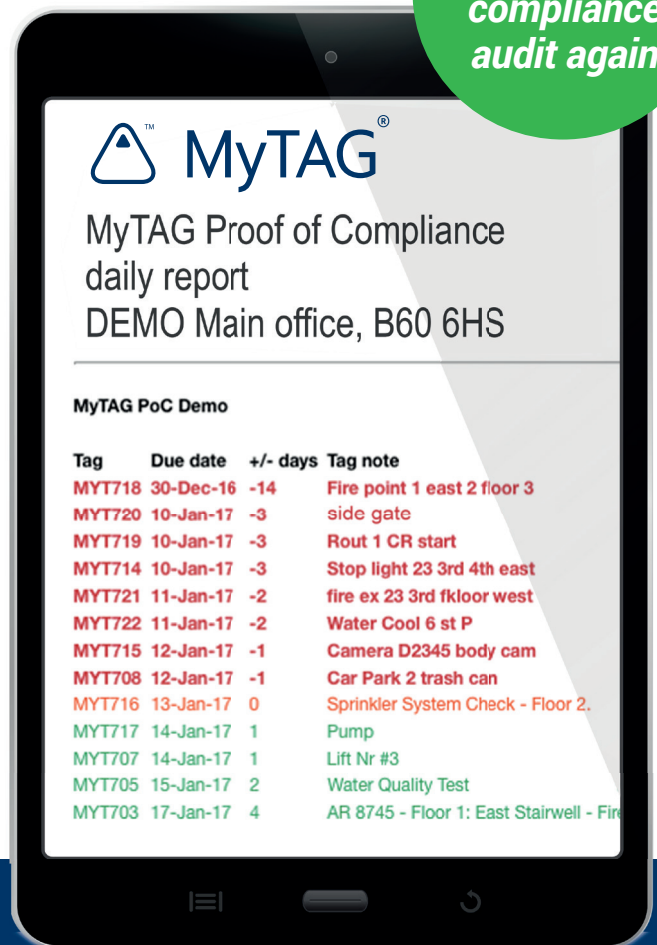 compliance
audit again
™ MyTAG®
MyTAG Proof of Compliance
daily report
DEMO Main office, B60 6HS
MyTAG PoC Demo
Tag Due date +/- days Tag note
MYT718 30-Dec-16 -14 Fire point 1 east 2 floor 3
MYT720 10-Jan-17 -3 side gate
MYT719 10-Jan-17 -3 Rout 1 CR start
MYT714 10-Jan-17 -3 Stop light 23 3rd 4th east
MYT721 11-Jan-17 -2 fire ex 23 3rd fkloor west
MYT722 11-Jan-17 -2 Water Cool 6 st P
MYT715 12-Jan-17 -1 Camera D2345 body cam
MYT708 12-Jan-17 -1 Car Park 2 trash can
MYT716 13-Jan-17 0 Sprinkler System Check - Floor 2.
MYT717 14-Jan-17 1 Pump
MYT707 14-Jan-17 1 Lift Nr #3
MYT705 15-Jan-17 2 Water Quality Test
MYT703 17-Jan-17 4 AR 8745 - Floor 1: East Stairwell - Fire